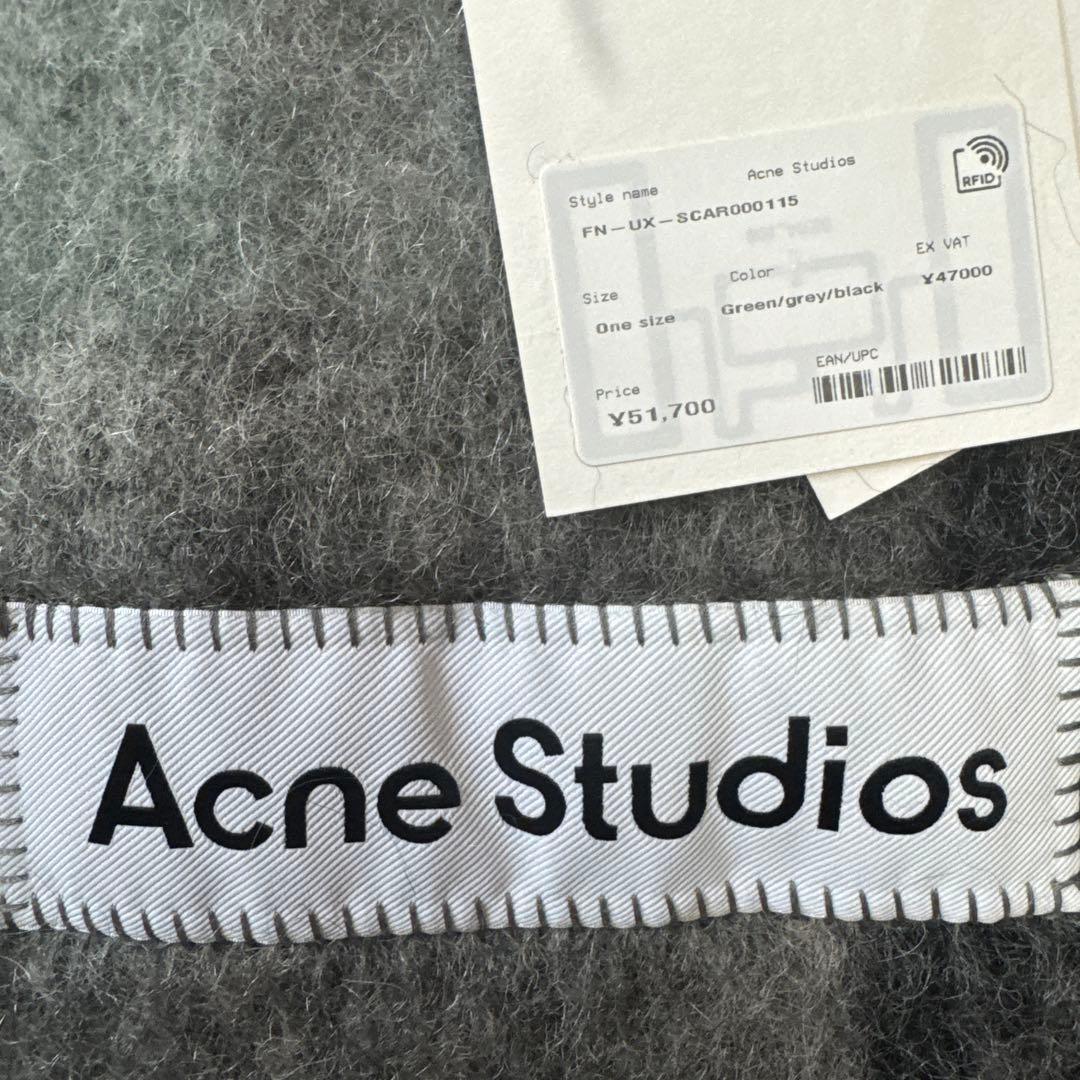 Acne Studios
RFID
Style name
FN-UX-SCAR000115
Size
One size
Color
Green/grey/black
EX VAT
¥47000
Price
¥51,700
EAN/UPC
Acne Studios